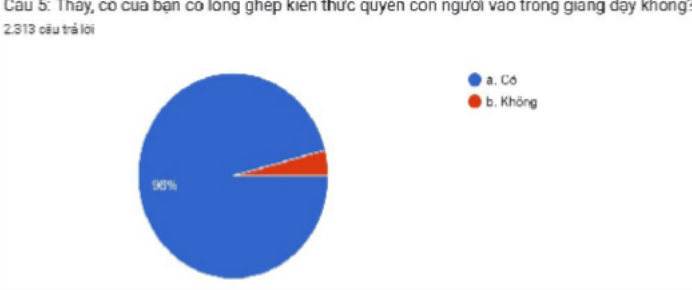 Câu 5: Thầy, cô của bạn có lồng ghép kiến thức quyền con người vào trong giảng dạy không?
2.313 câu trả lời
a. Có
b. Không
96%